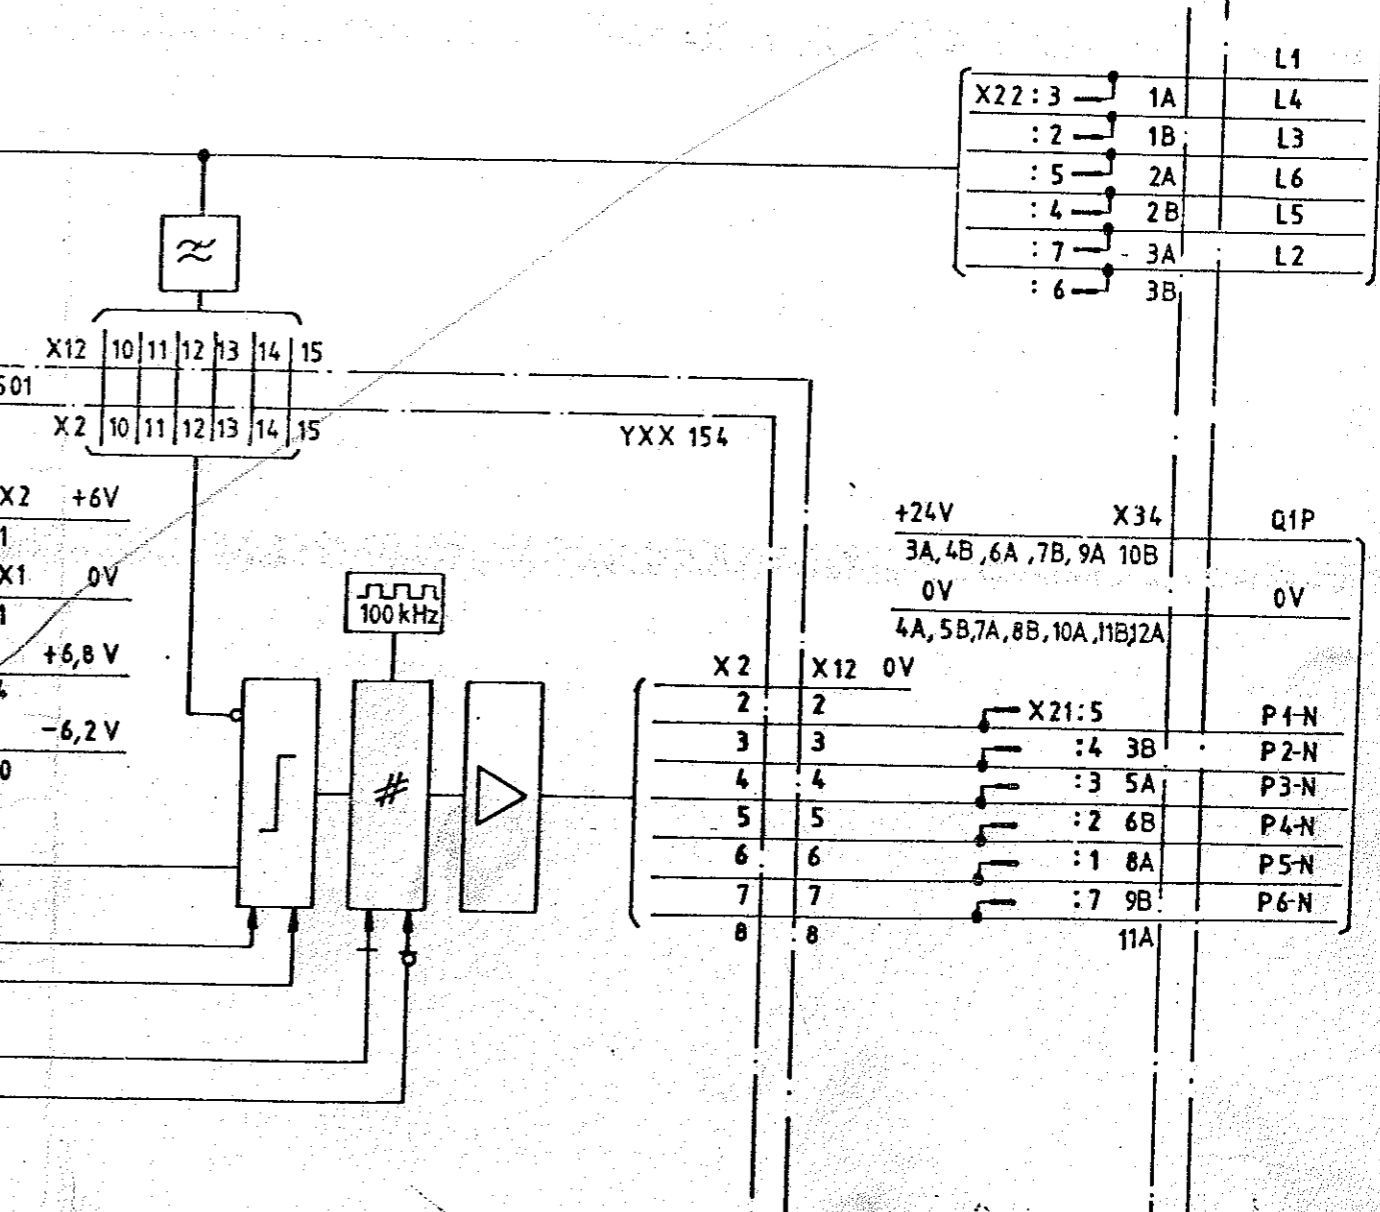 L1
X22:3 1A L4
:2 1B L3
:5 2A L6
:4 2B L5
:7 3A L2
:6 3B
X12 10 11 12 13 14 15
S01
X2 10 11 12 13 14 15
YXX 154
X2 +6V
1
X1 0V
1
+6,8 V
4
-6,2 V
0
100 kHz
#
+24V X34 Q1P
3A, 4B, 6A, 7B, 9A 10B
0V 0V
4A, 5B, 7A, 8B, 10A, 11B, 12A
X2 X12 0V
2 2 X21:5 P1-N
3 3 :4 3B P2-N
4 4 :3 5A P3-N
5 5 :2 6B P4-N
6 6 :1 8A P5-N
7 7 :7 9B P6-N
8 8 11A